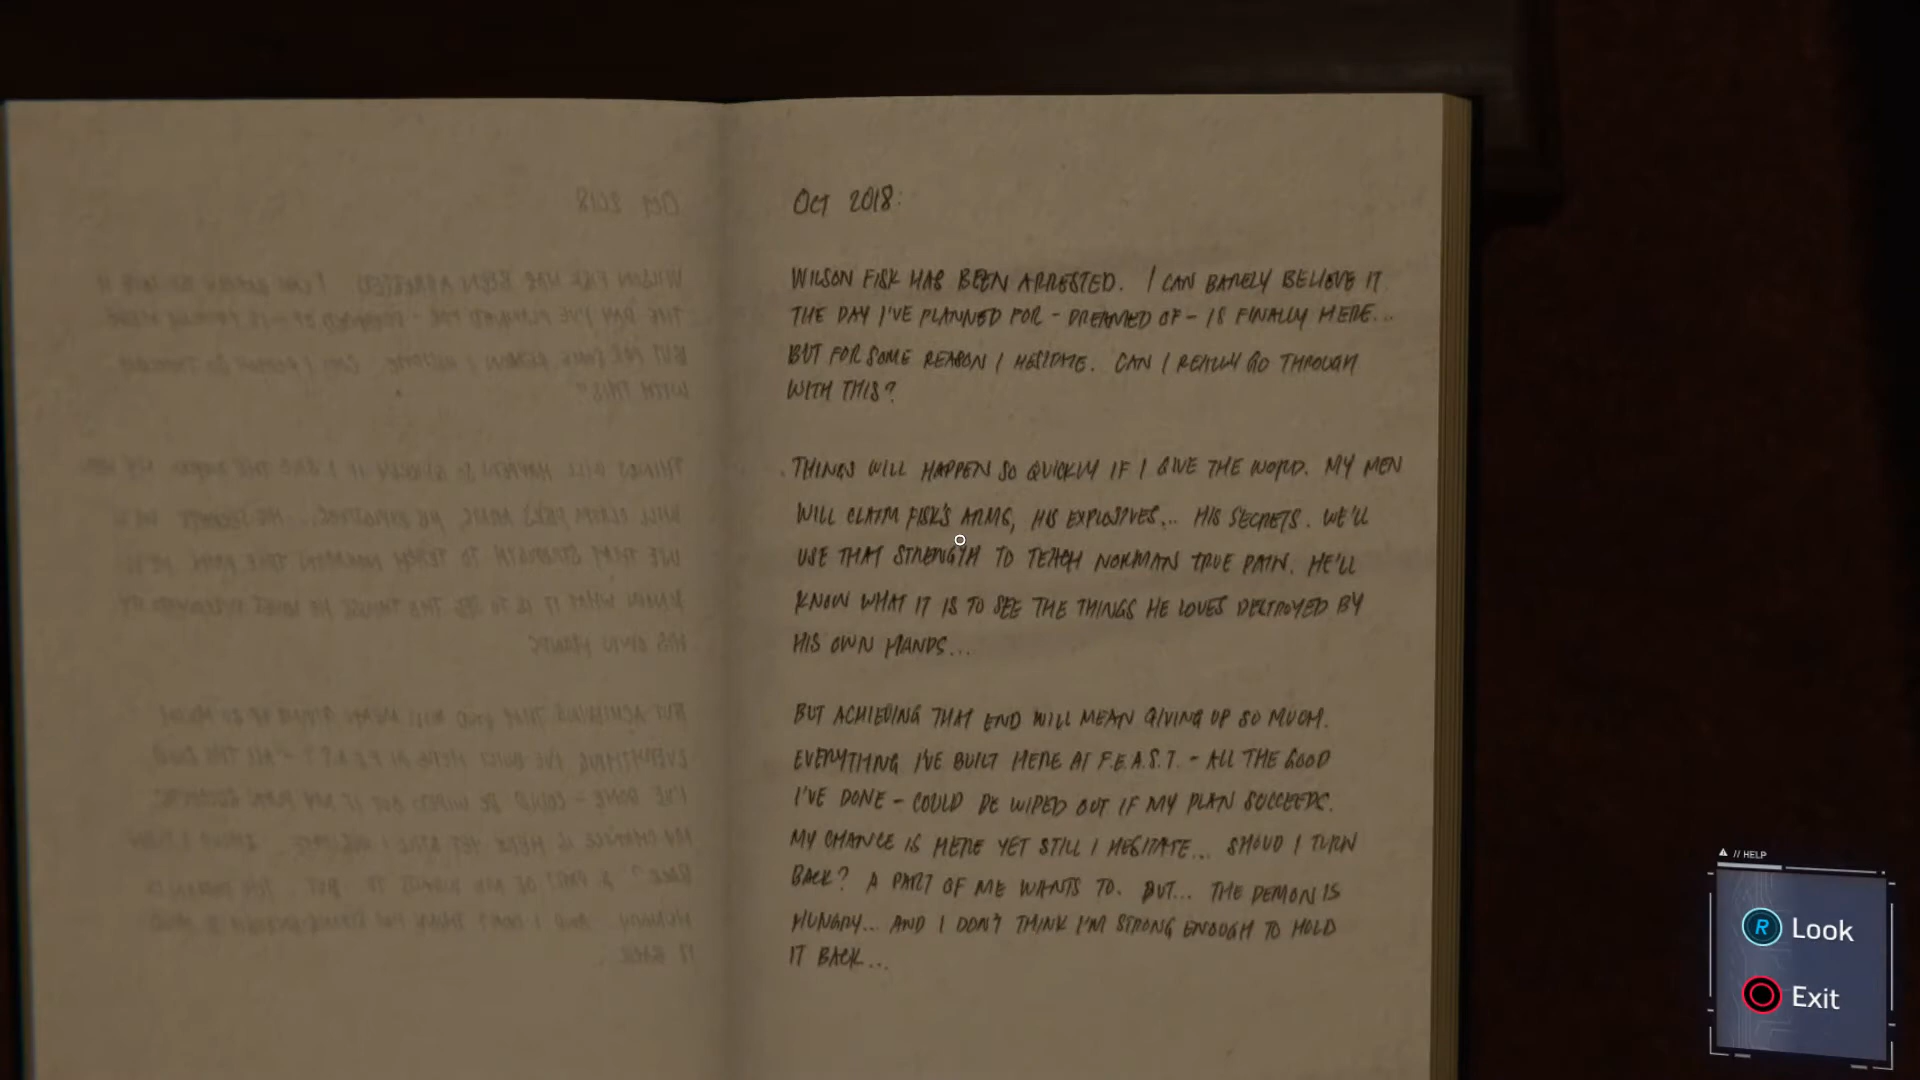 Oct 2018:
WILSON FISK HAS BEEN ARRESTED. I CAN BARELY BELIEVE IT
THE DAY I'VE PLANNED FOR - DREAMED OF - IS FINALLY HERE...
BUT FOR SOME REASON I HESITATE. CAN I REALLY GO THROUGH
WITH THIS?
THINGS WILL HAPPEN SO QUICKLY IF I GIVE THE WORD. MY MEN
WILL CLAIM FISK'S ARMS, HIS EXPLOSIVES... HIS SECRETS. WE'LL
USE THAT STRENGTH TO TEACH NORMAN TRUE PAIN. HE'LL
KNOW WHAT IT IS TO SEE THE THINGS HE LOVES DESTROYED BY
HIS OWN HANDS...
BUT ACHIEVING THAT END WILL MEAN GIVING UP SO MUCH.
EVERYTHING I'VE BUILT HERE AT F.E.A.S.T. - ALL THE GOOD
I'VE DONE - COULD BE WIPED OUT IF MY PLAN SUCCEEDS.
MY CHANCE IS HERE YET STILL I HESITATE... SHOUD I TURN
BACK? A PART OF ME WANTS TO. BUT... THE DEMON IS
HUNGRY... AND I DON'T THINK I'M STRONG ENOUGH TO HOLD
IT BACK...
// HELP
R Look
Exit